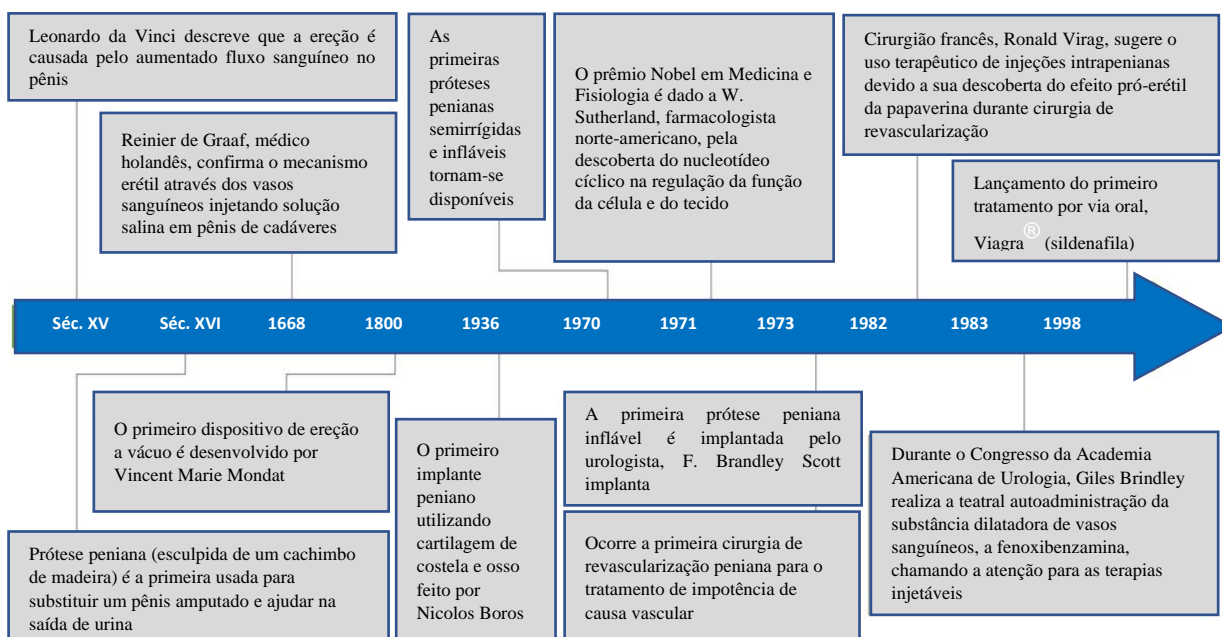 Leonardo da Vinci descreve que a ereção é
causada pelo aumentado fluxo sanguíneo no
pênis
Reinier de Graaf, médico
holandês, confirma o mecanismo
erétil através dos vasos
sanguíneos injetando solução
salina em pênis de cadáveres
As
primeiras
próteses
penianas
semirrígidas
e infláveis
tornam-se
disponíveis
O prêmio Nobel em Medicina e
Fisiologia é dado a W.
Sutherland, farmacologista
norte-americano, pela
descoberta do nucleotídeo
cíclico na regulação da função
da célula e do tecido
Cirurgião francês, Ronald Virag, sugere o
uso terapêutico de injeções intrapenianas
devido a sua descoberta do efeito pró-erétil
da papaverina durante cirurgia de
revascularização
Lançamento do primeiro
tratamento por via oral,
Viagra® (sildenafila)
Séc. XV Séc. XVI 1668 1800 1936 1970 1971 1973 1982 1983 1998
O primeiro dispositivo de ereção
a vácuo é desenvolvido por
Vincent Marie Mondat
Prótese peniana (esculpida de um cachimbo
de madeira) é a primeira usada para
substituir um pênis amputado e ajudar na
saída de urina
O primeiro
implante
peniano
utilizando
cartilagem de
costela e osso
feito por
Nicolos Boros
A primeira prótese peniana
inflável é implantada pelo
urologista, F. Brandley Scott
implanta
Ocorre a primeira cirurgia de
revascularização peniana para o
tratamento de impotência de
causa vascular
Durante o Congresso da Academia
Americana de Urologia, Giles Brindley
realiza a teatral autoadministração da
substância dilatadora de vasos
sanguíneos, a fenoxibenzamina,
chamando a atenção para as terapias
injetáveis